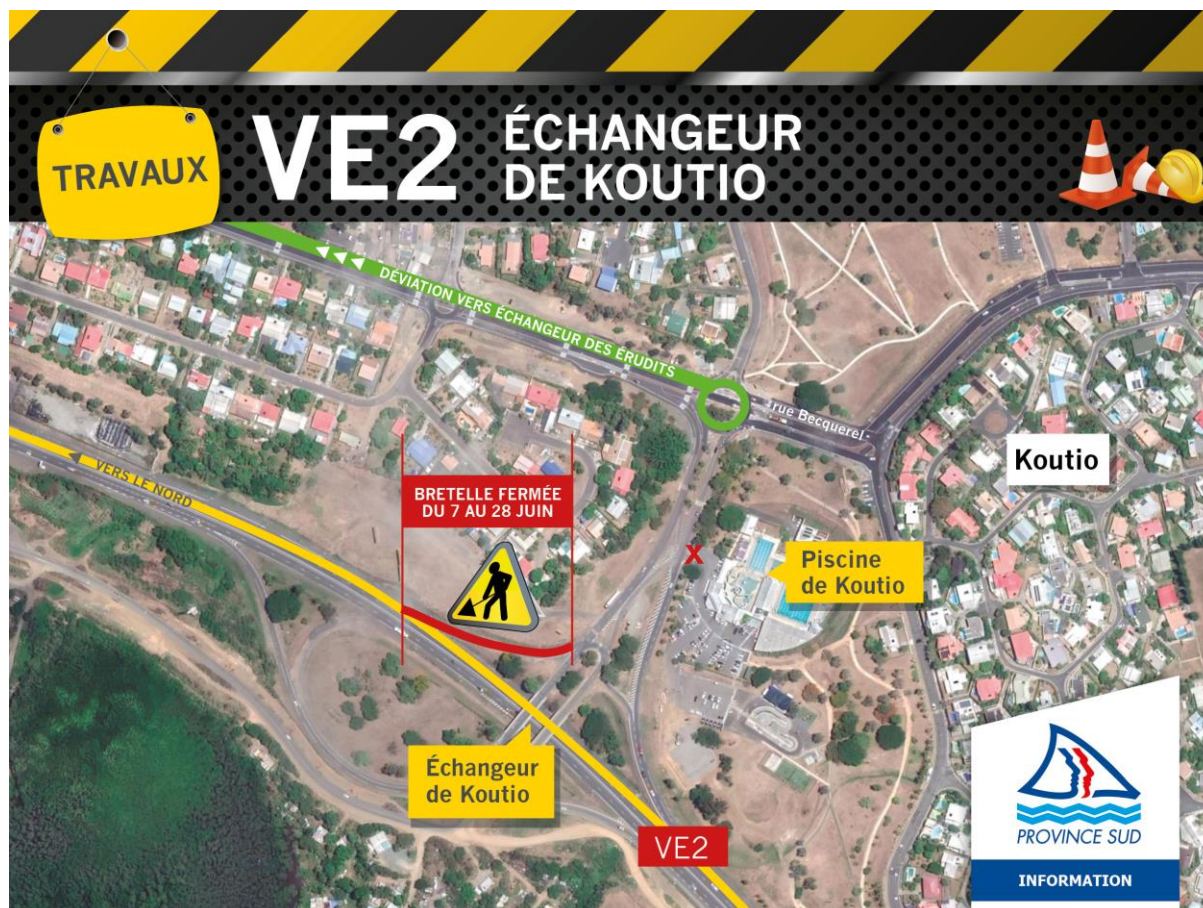 TRAVAUX
VE2
ÉCHANGEUR
DE KOUTIO
DÉVIATION VERS ÉCHANGEUR DES ÉRUDITS
rue Becquerel
Koutio
VERS LE NORD
BRETELLE FERMÉE
DU 7 AU 28 JUIN
X
Piscine
de Koutio
Échangeur
de Koutio
VE2
PROVINCE SUD
INFORMATION